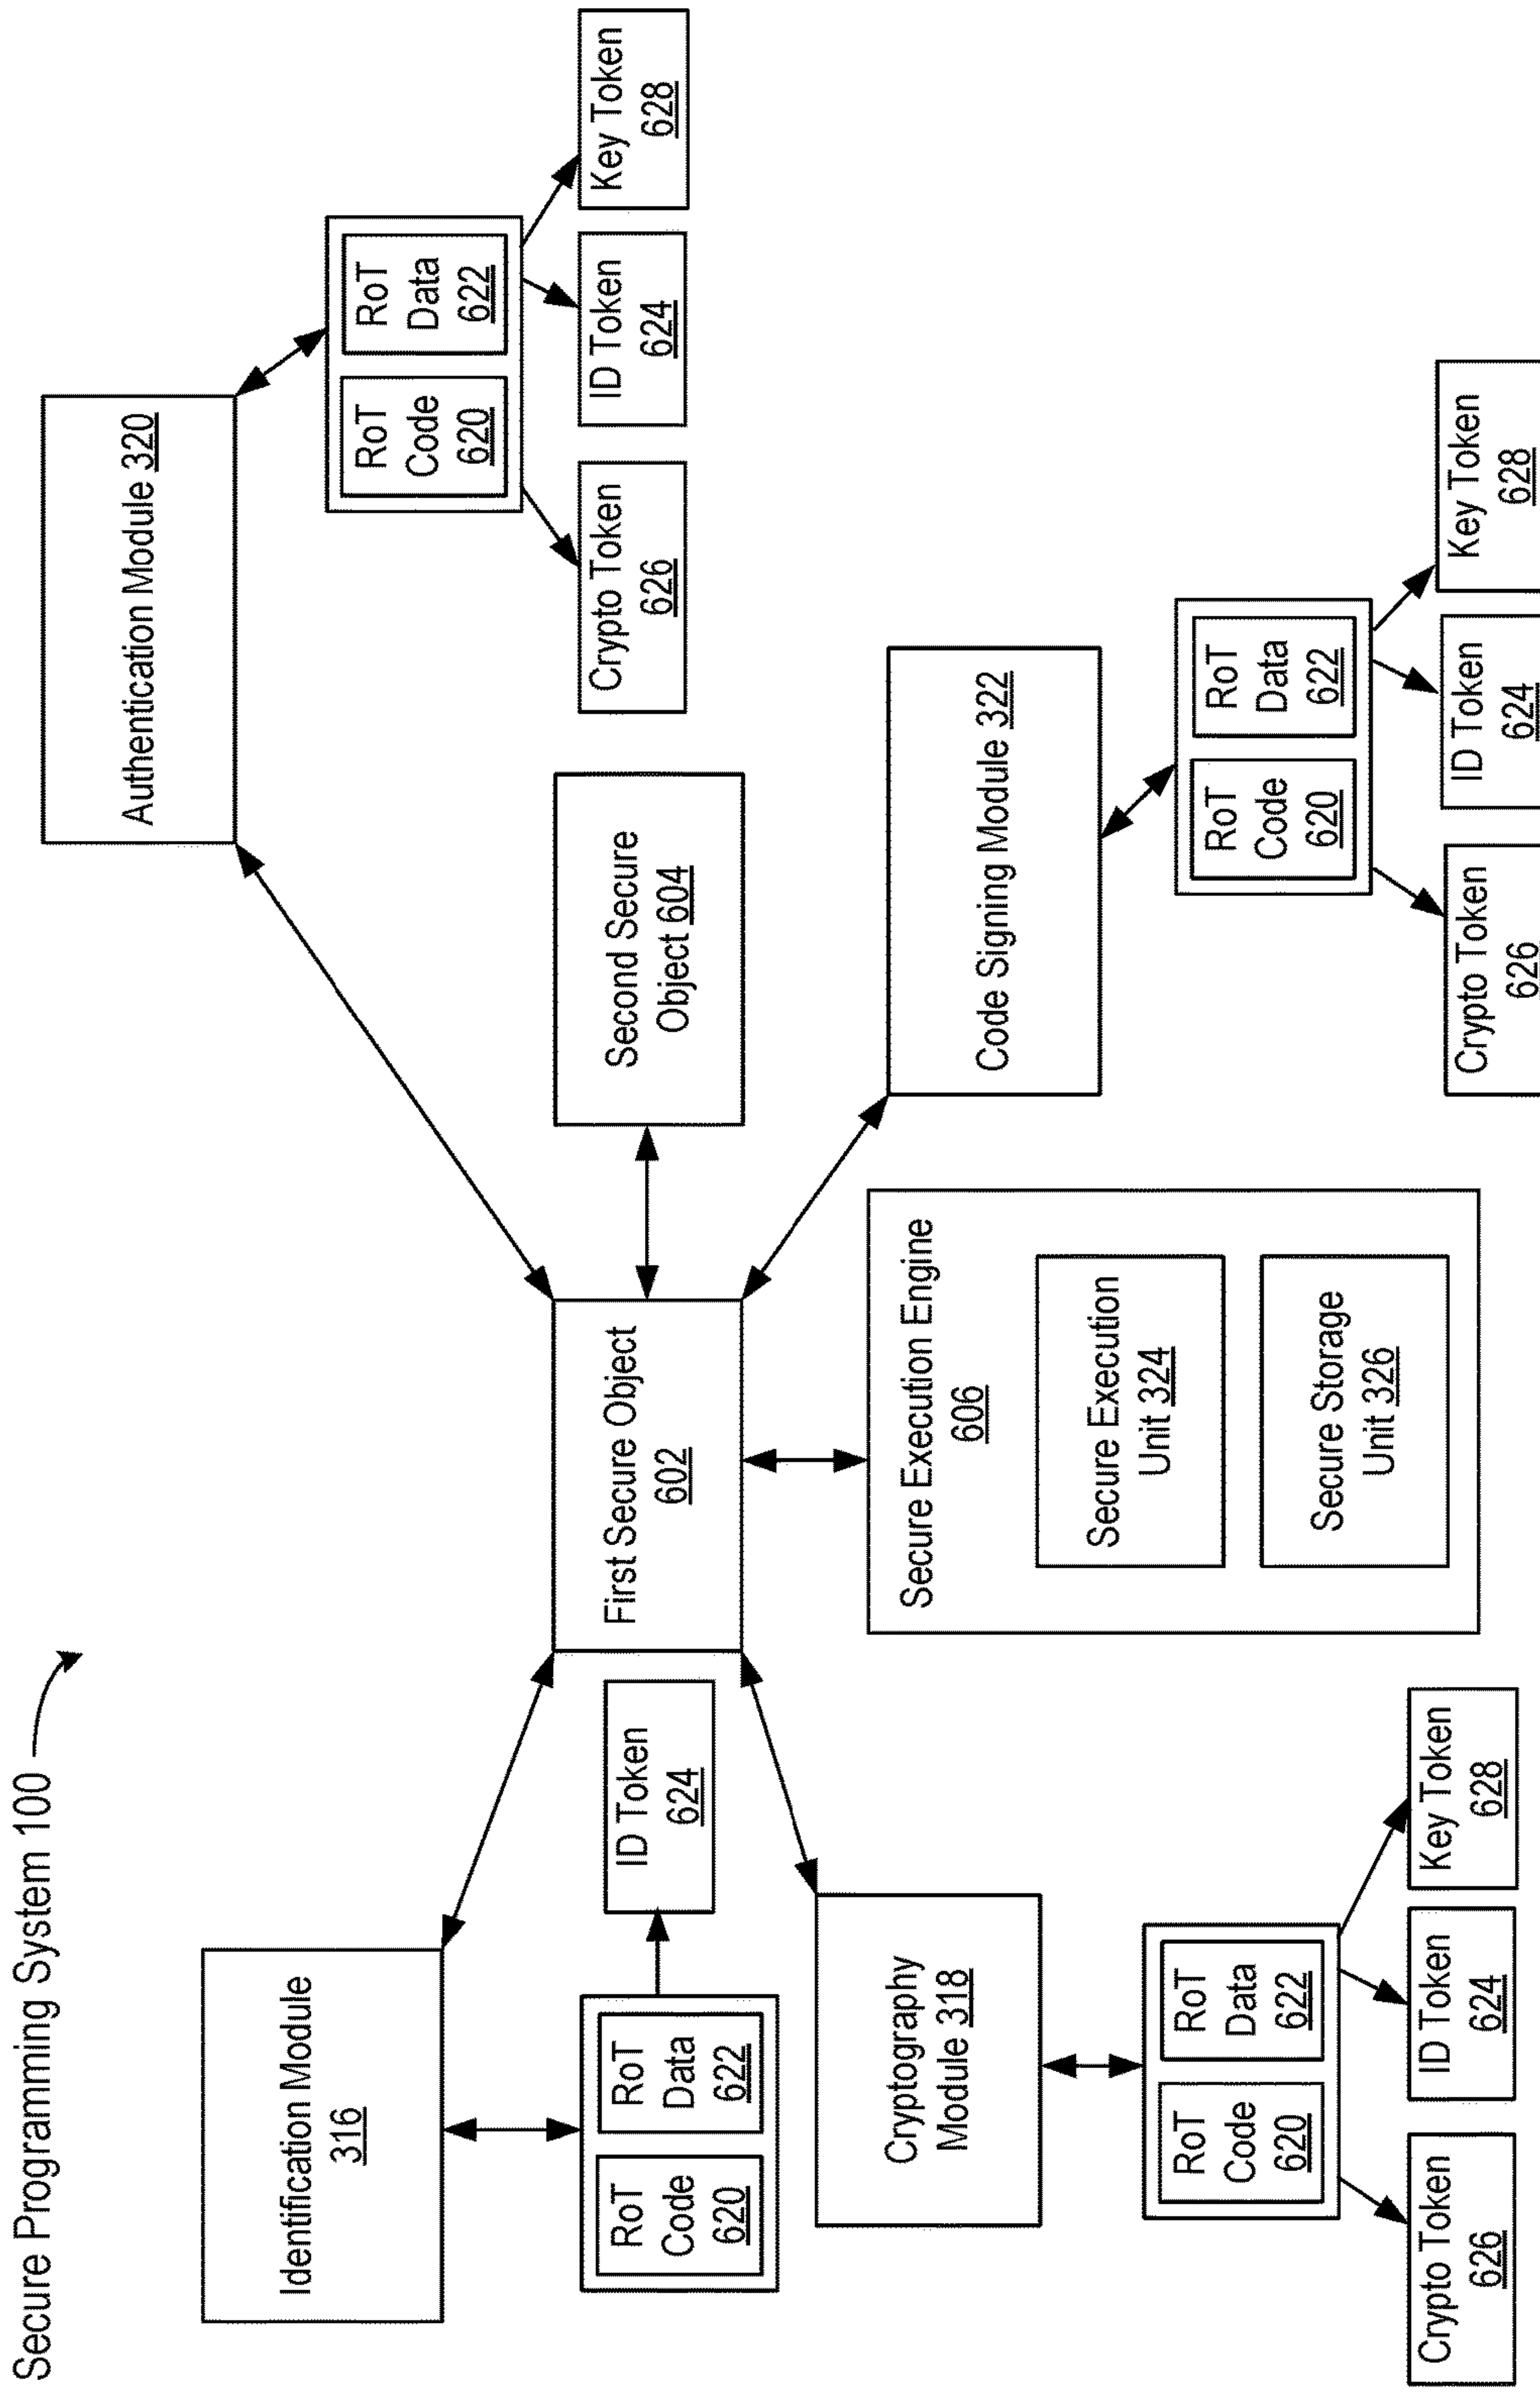 Secure Programming System 100
Identification Module
316
RoT
Code
620
RoT
Data
622
ID Token
624
Cryptography
Module 318
RoT
Code
620
RoT
Data
622
Crypto Token
626
ID Token
624
Key Token
628
First Secure Object
602
Second Secure
Object 604
Secure Execution Engine
606
Secure Execution
Unit 324
Secure Storage
Unit 326
Authentication Module 320
RoT
Code
620
RoT
Data
622
Crypto Token
626
ID Token
624
Key Token
628
Code Signing Module 322
RoT
Code
620
RoT
Data
622
Crypto Token
626
ID Token
624
Key Token
628